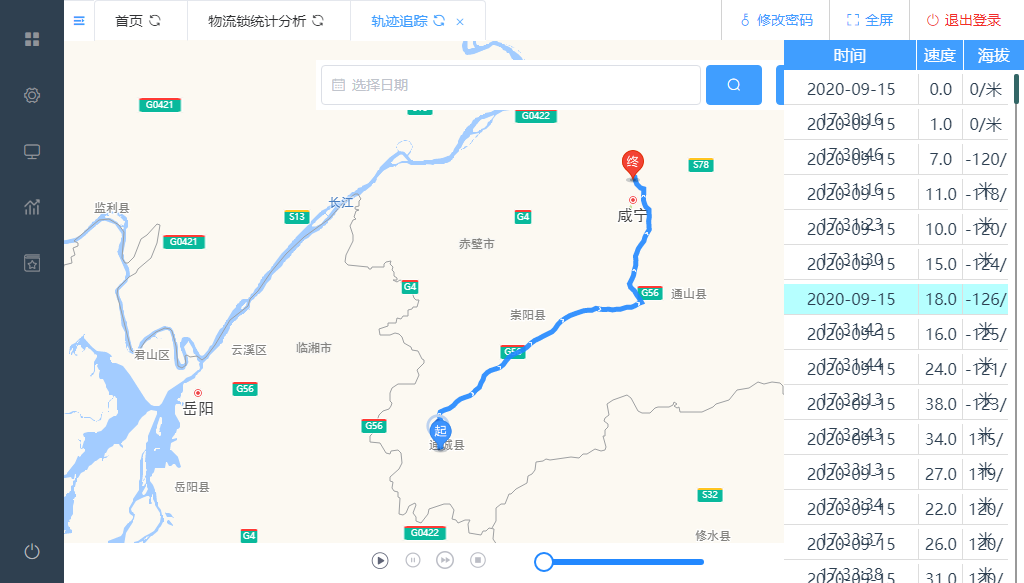 首页
物流锁统计分析
轨迹追踪
修改密码
全屏
退出登录
选择日期
时间 速度 海拔
2020-09-15 17:30:16 0.0 0/米
2020-09-15 17:30:46 1.0 0/米
2020-09-15 17:31:16 7.0 -120/米
2020-09-15 17:31:23 11.0 -118/米
2020-09-15 17:31:30 10.0 -120/米
2020-09-15 15.0 -124/
2020-09-15 17:31:42 18.0 -126/米
2020-09-15 17:31:44 16.0 -125/米
2020-09-15 17:32:13 24.0 -121/米
2020-09-15 17:32:43 38.0 -123/米
2020-09-15 17:33:13 34.0 115/米
2020-09-15 17:33:34 27.0 119/米
2020-09-15 17:33:37 22.0 120/米
2020-09-15 17:33:38 26.0 120/米
2020-09-15 31.0 120/
G0421
G0422
S78
终
咸宁
监利县
长江
S13
G4
G0421
赤壁市
G4
G56
通山县
崇阳县
君山区
云溪区
临湘市
G56
G56
岳阳
G56
起
通城县
岳阳县
S32
G4
G0422
修水县